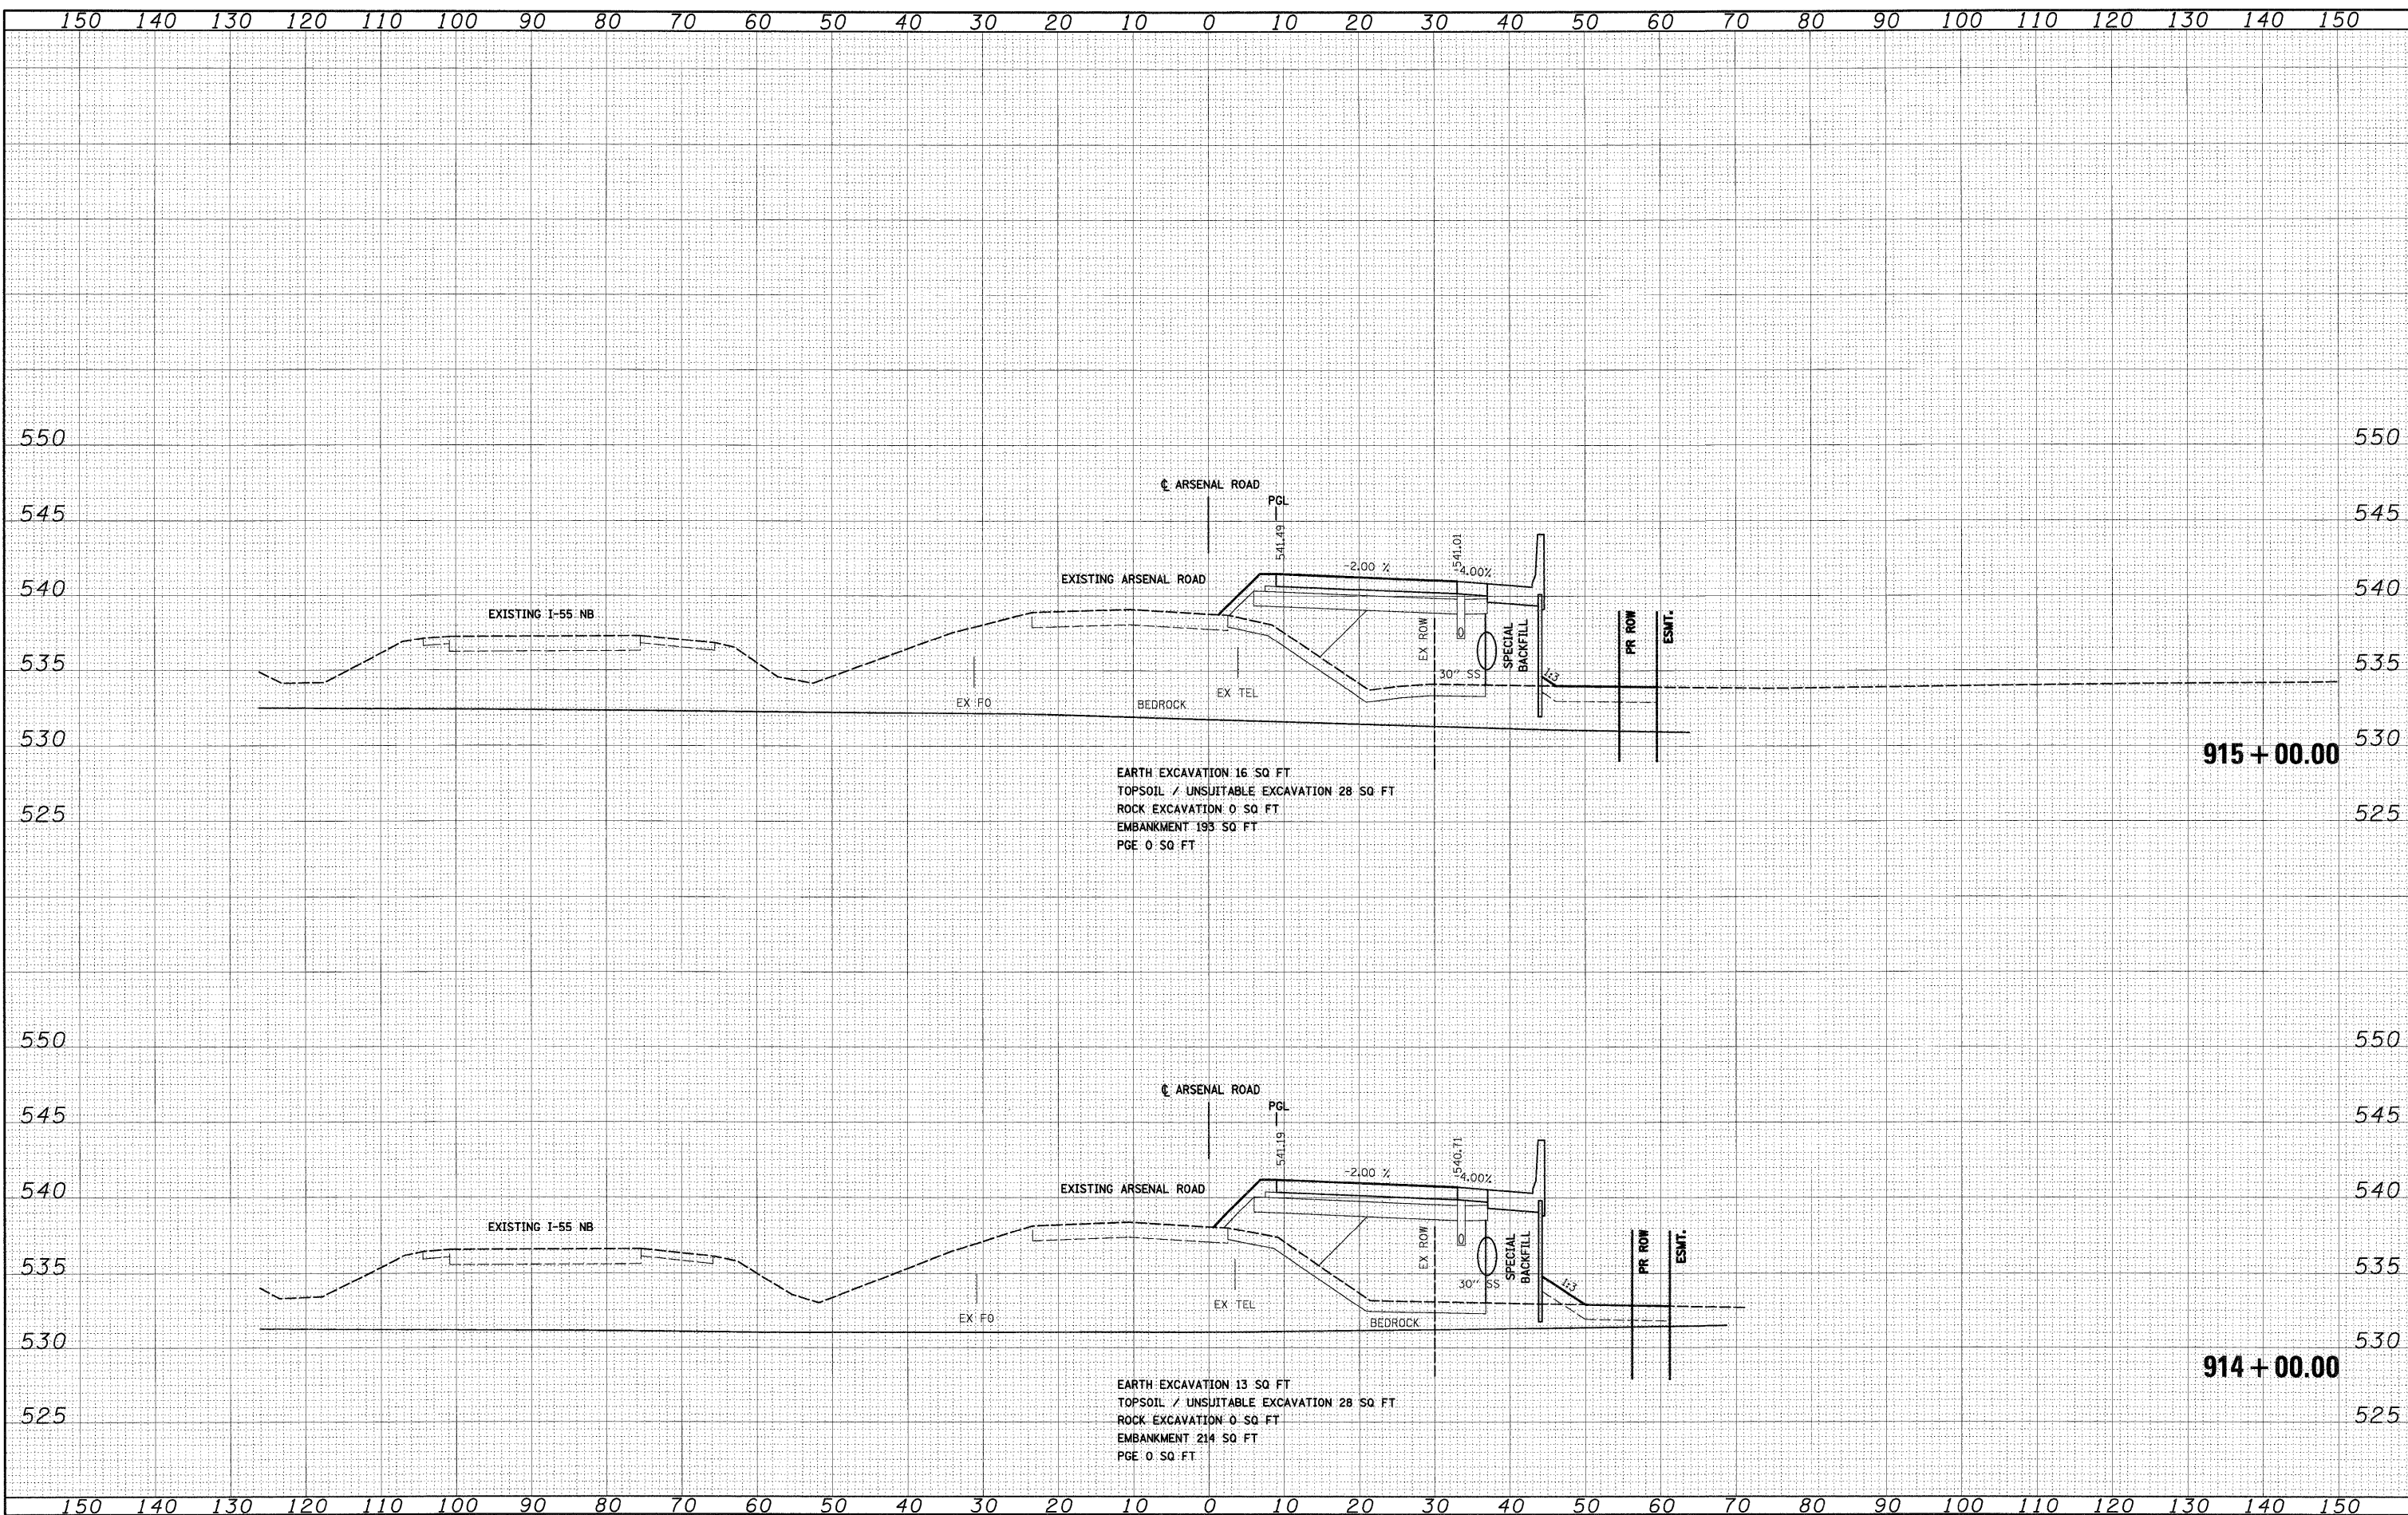 150 140 130 120 110 100 90 80 70 60 50 40 30 20 10 0 10 20 30 40 50 60 70 80 90 100 110 120 130 140 150
550 550
℄ ARSENAL ROAD
PGL
545 545
541.49
541.01
-2.00 %
-4.00%
EXISTING ARSENAL ROAD
540 540
EXISTING I-55 NB
EX ROW
SPECIAL
BACKFILL
PR ROW
ESMT.
535 535
30" SS
1:3
EX TEL
EX FO
BEDROCK
530 530
915+00.00
EARTH EXCAVATION 16 SQ FT
TOPSOIL / UNSUITABLE EXCAVATION 28 SQ FT
ROCK EXCAVATION 0 SQ FT
EMBANKMENT 193 SQ FT
PGE 0 SQ FT
525 525
550 550
℄ ARSENAL ROAD
PGL
545 545
541.19
540.71
-2.00 %
-4.00%
EXISTING ARSENAL ROAD
540 540
EXISTING I-55 NB
EX ROW
SPECIAL
BACKFILL
PR ROW
ESMT.
535 535
30" SS
1:3
EX TEL
EX FO
BEDROCK
530 530
914+00.00
EARTH EXCAVATION 13 SQ FT
TOPSOIL / UNSUITABLE EXCAVATION 28 SQ FT
ROCK EXCAVATION 0 SQ FT
EMBANKMENT 214 SQ FT
PGE 0 SQ FT
525 525
150 140 130 120 110 100 90 80 70 60 50 40 30 20 10 0 10 20 30 40 50 60 70 80 90 100 110 120 130 140 150